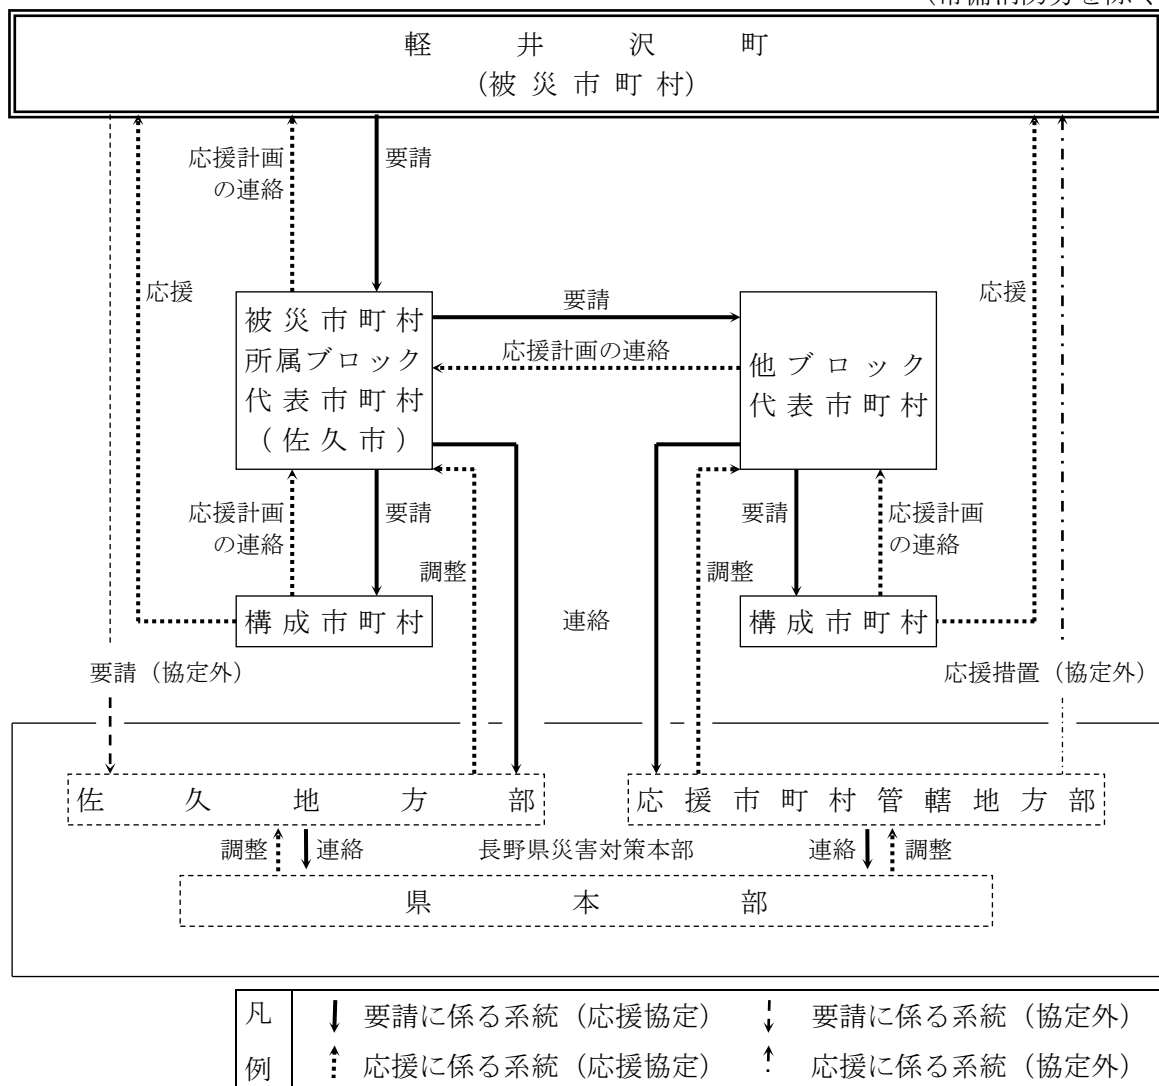 (常備消防力を除く
軽井沢町
(被災市町村)
応援計画
の連絡
要請
応援
応援
被災市町村
所属ブロック
代表市町村
(佐久市)
要請
応援計画の連絡
他ブロック
代表市町村
応援計画
の連絡
要請
調整
連絡
調整
要請
応援計画
の連絡
構成市町村
構成市町村
要請(協定外)
応援措置(協定外)
佐久地方部
応援市町村管轄地方部
調整
連絡
長野県災害対策本部
連絡
調整
県本部
凡例
要請に係る系統(応援協定)
要請に係る系統(協定外)
応援に係る系統(応援協定)
応援に係る系統(協定外)